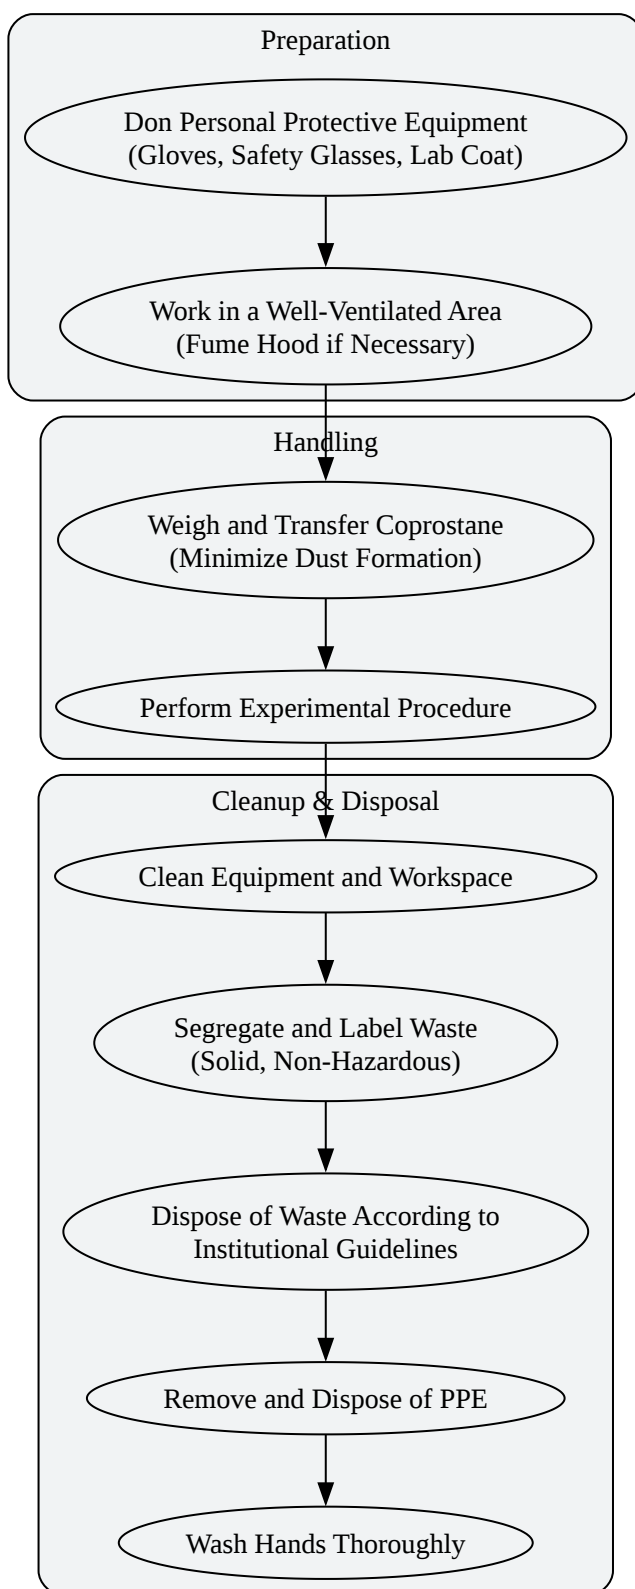 Preparation
Don Personal Protective Equipment
(Gloves, Safety Glasses, Lab Coat)
Work in a Well-Ventilated Area
(Fume Hood if Necessary)
Handling
Weigh and Transfer Coprostane
(Minimize Dust Formation)
Perform Experimental Procedure
Cleanup & Disposal
Clean Equipment and Workspace
Segregate and Label Waste
(Solid, Non-Hazardous)
Dispose of Waste According to
Institutional Guidelines
Remove and Dispose of PPE
Wash Hands Thoroughly